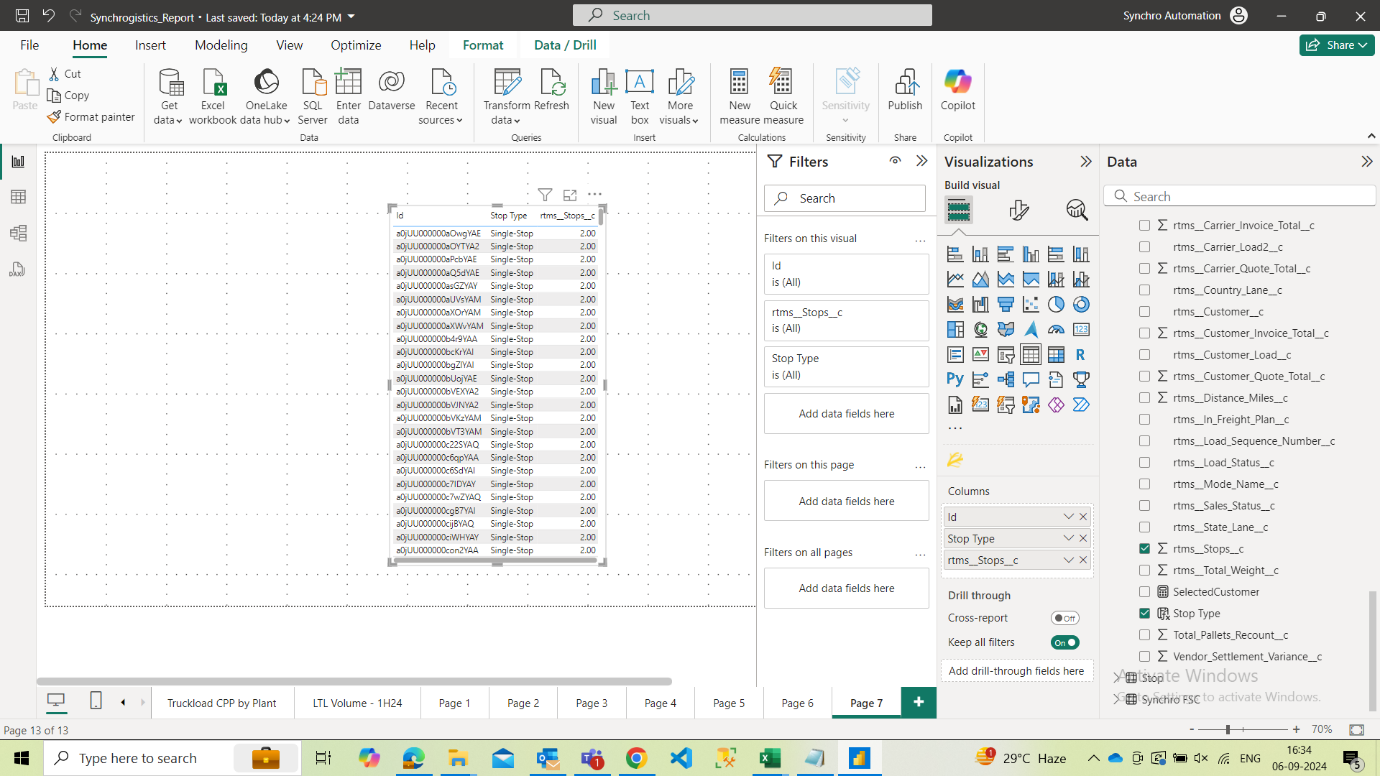 Synchrogistics_Report • Last saved: Today at 4:24 PM
Search
Synchro Automation
File Home Insert Modeling View Optimize Help Format Data / Drill
Share
Paste
Cut
Copy
Format painter
Clipboard
Get data
Excel workbook
OneLake data hub
SQL Server
Enter data
Dataverse
Recent sources
Data
Transform data
Refresh
Queries
New visual
Text box
More visuals
Insert
New measure
Quick measure
Calculations
Sensitivity
Sensitivity
Publish
Share
Copilot
Copilot
Id Stop Type rtms__Stops__c
a0jUU000000aOwgYAE Single-Stop 2.00
a0jUU000000aOYTYA2 Single-Stop 2.00
a0jUU000000aPcbYAE Single-Stop 2.00
a0jUU000000aQ5dYAE Single-Stop 2.00
a0jUU000000asGZYAY Single-Stop 2.00
a0jUU000000aUVsYAM Single-Stop 2.00
a0jUU000000aXOrYAM Single-Stop 2.00
a0jUU000000aXWvYAM Single-Stop 2.00
a0jUU000000b4r9YAA Single-Stop 2.00
a0jUU000000bcKrYAI Single-Stop 2.00
a0jUU000000bgZlYAI Single-Stop 2.00
a0jUU000000bUojYAE Single-Stop 2.00
a0jUU000000bVEXYA2 Single-Stop 2.00
a0jUU000000bVJNYA2 Single-Stop 2.00
a0jUU000000bVKzYAM Single-Stop 2.00
a0jUU000000bVT3YAM Single-Stop 2.00
a0jUU000000c22SYAQ Single-Stop 2.00
a0jUU000000c6qpYAA Single-Stop 2.00
a0jUU000000c6SdYAI Single-Stop 2.00
a0jUU000000c7IDYAY Single-Stop 2.00
a0jUU000000c7wZYAQ Single-Stop 2.00
a0jUU000000cgB7YAI Single-Stop 2.00
a0jUU000000cijBYAQ Single-Stop 2.00
a0jUU000000ciWHYAY Single-Stop 2.00
a0jUU000000con2YAA Single-Stop 2.00
Filters
Search
Filters on this visual ...
Id
is (All)
rtms__Stops__c
is (All)
Stop Type
is (All)
Add data fields here
Filters on this page ...
Add data fields here
Filters on all pages ...
Add data fields here
Visualizations
Build visual
Columns
Id
Stop Type
rtms__Stops__c
Drill through
Cross-report Off
Keep all filters On
Add drill-through fields here
Data
Search
rtms__Carrier_Invoice_Total__c
rtms__Carrier_Load2__c
rtms__Carrier_Quote_Total__c
rtms__Country_Lane__c
rtms__Customer__c
rtms__Customer_Invoice_Total__c
rtms__Customer_Load__c
rtms__Customer_Quote_Total__c
rtms__Distance_Miles__c
rtms__In_Freight_Plan__c
rtms__Load_Sequence_Number__c
rtms__Load_Status__c
rtms__Mode_Name__c
rtms__Sales_Status__c
rtms__State_Lane__c
rtms__Stops__c
rtms__Total_Weight__c
SelectedCustomer
Stop Type
Total_Pallets_Recount__c
Vendor_Settlement_Variance__c
Stop
Synchro FSC
Activate Windows
Go to Settings to activate Windows.
Truckload CPP by Plant LTL Volume - 1H24 Page 1 Page 2 Page 3 Page 4 Page 5 Page 6 Page 7 +
Page 13 of 13
- + 70%
Type here to search
1
1
29°C Haze
ENG
16:34
06-09-2024
5